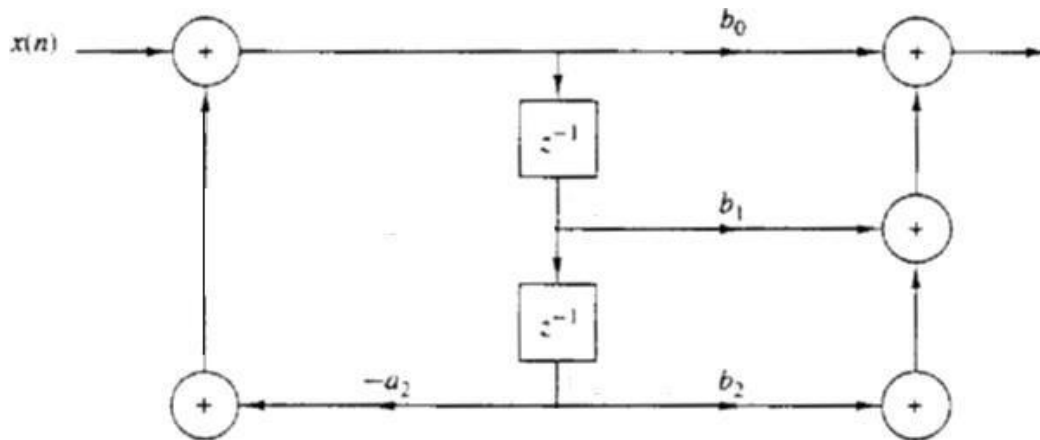 x(n)
+
b₀
+
z⁻¹
b₁
+
z⁻¹
+
−a₂
b₂
+